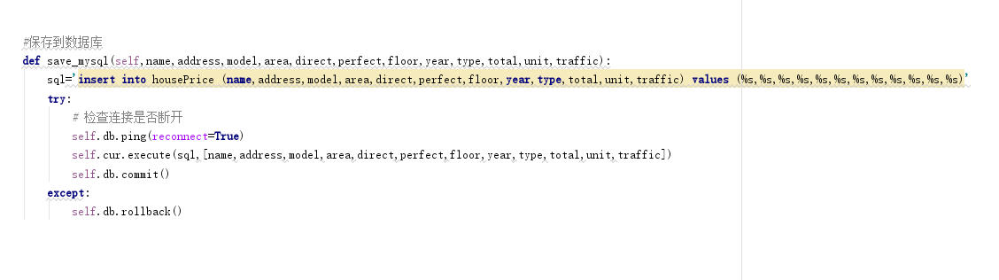 #保存到数据库
def save_mysql(self,name,address,model,area,direct,perfect,floor,year,type,total,unit,traffic):
sql='insert into housePrice (name,address,model,area,direct,perfect,floor,year,type,total,unit,traffic) values (%s,%s,%s,%s,%s,%s,%s,%s,%s,%s,%s,%s)'
try:
# 检查连接是否断开
self.db.ping(reconnect=True)
self.cur.execute(sql,[name,address,model,area,direct,perfect,floor,year,type,total,unit,traffic])
self.db.commit()
except:
self.db.rollback()